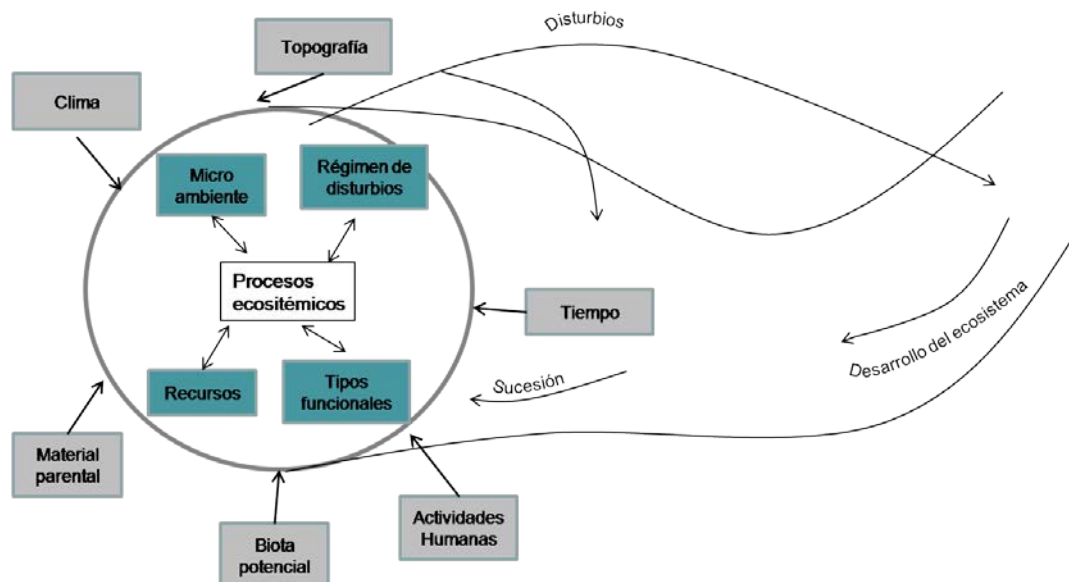 Disturbios
Topografía
Clima
Micro
ambiente
Régimen de
disturbios
Procesos
ecositémicos
Tiempo
Recursos
Tipos
funcionales
Sucesión
Desarrollo del ecosistema
Material
parental
Biota
potencial
Actividades
Humanas